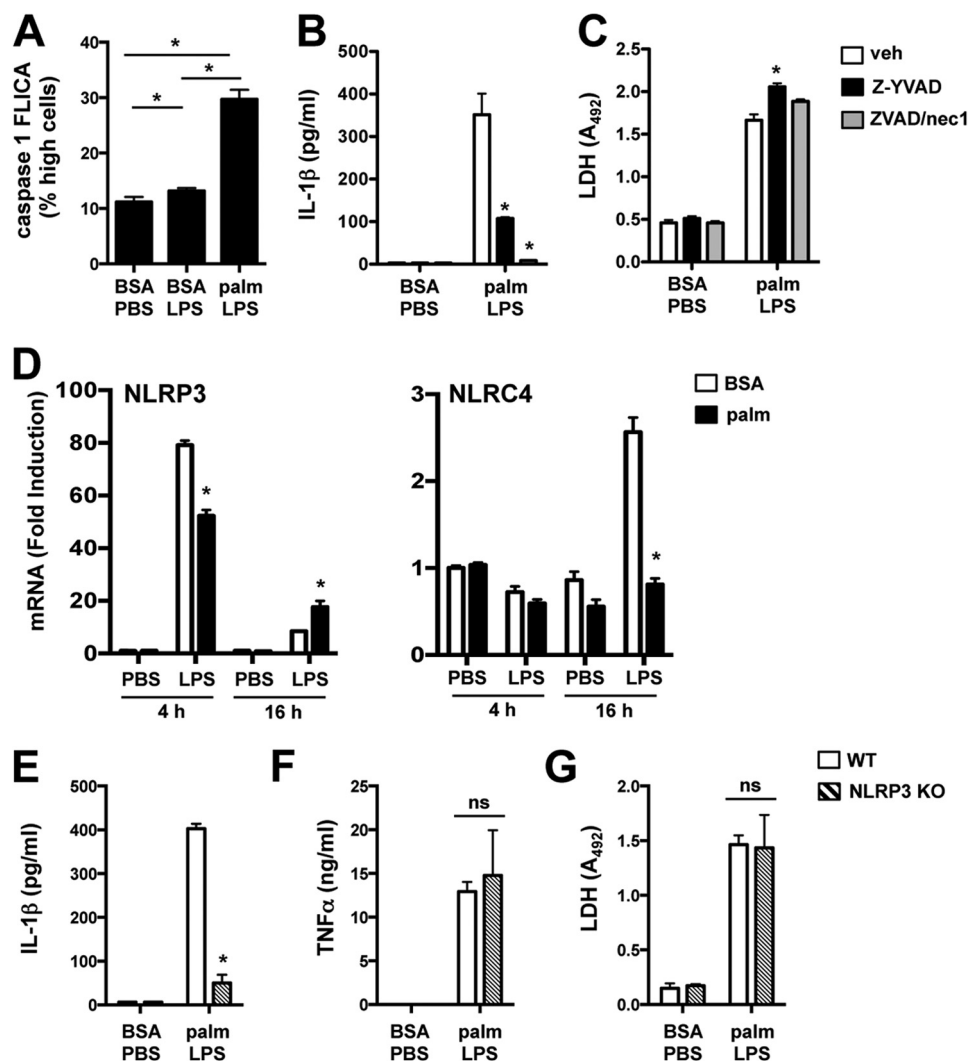 A
caspase 1 FLICA
(% high cells)
40
30
20
10
0
*
*
*
BSA BSA palm
PBS LPS LPS
B
IL-1β (pg/ml)
500
400
300
200
100
0
*
*
BSA palm
PBS LPS
C
LDH (A492)
2.5
2.0
1.5
1.0
0.5
0.0
*
BSA palm
PBS LPS
veh
Z-YVAD
ZVAD/nec1
D
mRNA (Fold Induction)
NLRP3
100
80
60
40
20
0
*
*
PBS LPS PBS LPS
4 h 16 h
NLRC4
3
2
1
0
*
PBS LPS PBS LPS
4 h 16 h
BSA
palm
E
IL-1β (pg/ml)
500
400
300
200
100
0
*
BSA palm
PBS LPS
F
TNFα (ng/ml)
25
20
15
10
5
0
ns
BSA palm
PBS LPS
G
LDH (A492)
2.0
1.5
1.0
0.5
0.0
ns
BSA palm
PBS LPS
WT
NLRP3 KO